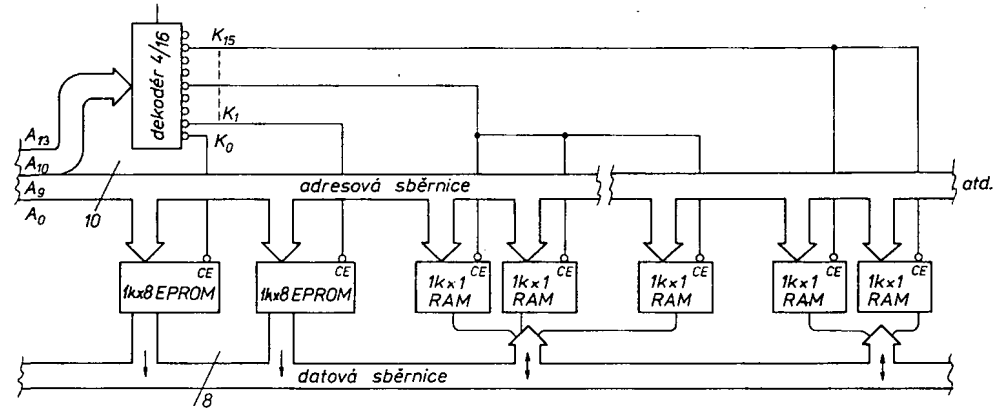 dekodér 4/16
K15
K1
K0
A13
A10
A9
A0
10
adresová sběrnice
atd.
CE
1k×8 EPROM
CE
1k×8 EPROM
CE
1k×1
RAM
CE
1k×1
RAM
CE
1k×1
RAM
CE
1k×1
RAM
CE
1k×1
RAM
datová sběrnice
8